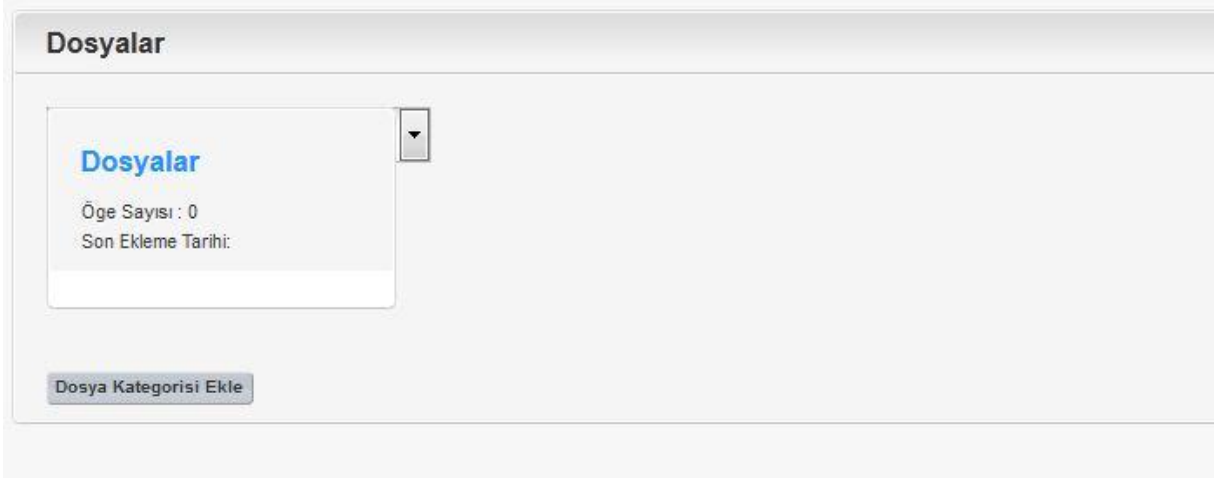 Dosyalar
Dosyalar
Öge Sayısı : 0
Son Ekleme Tarihi:
Dosya Kategorisi Ekle